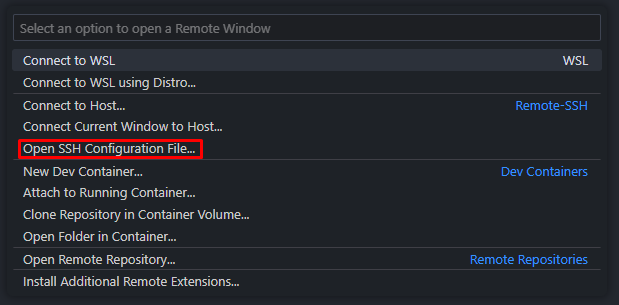 Select an option to open a Remote Window
Connect to WSL WSL
Connect to WSL using Distro...
Connect to Host... Remote-SSH
Connect Current Window to Host...
Open SSH Configuration File...
New Dev Container... Dev Containers
Attach to Running Container...
Clone Repository in Container Volume...
Open Folder in Container...
Open Remote Repository... Remote Repositories
Install Additional Remote Extensions...